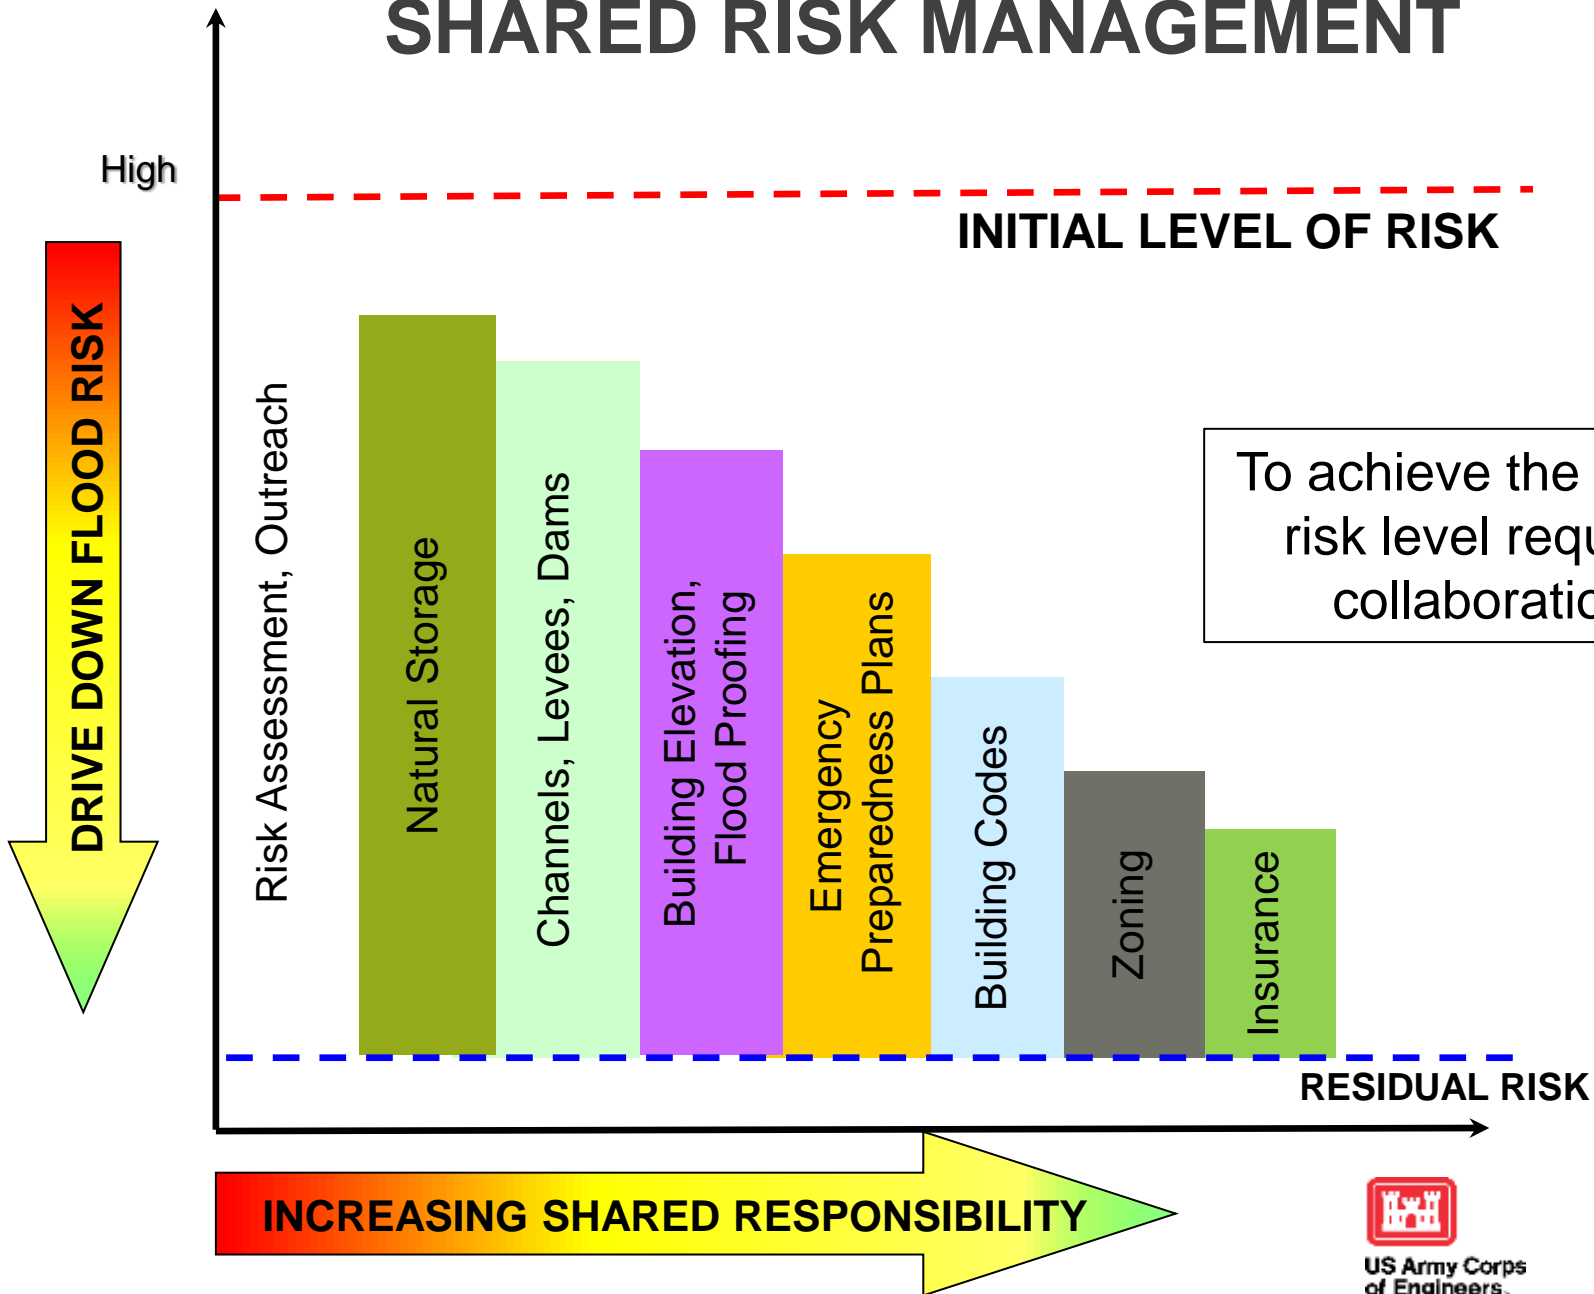 SHARED RISK MANAGEMENT
High
INITIAL LEVEL OF RISK
DRIVE DOWN FLOOD RISK
Risk Assessment, Outreach
Natural Storage
Channels, Levees, Dams
Building Elevation,
Flood Proofing
Emergency
Preparedness Plans
Building Codes
Zoning
Insurance
To achieve the
risk level
RESIDUAL RISK
INCREASING SHARED RESPONSIBILITY
US Army Corps
of Engineers